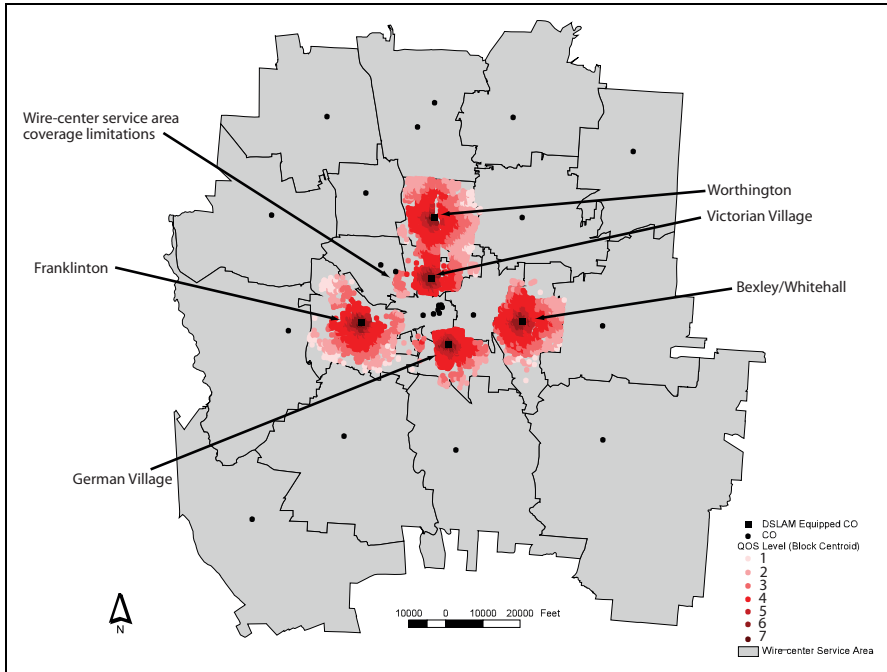 Wire-center service area
coverage limitations
Worthington
Victorian Village
Franklinton
Bexley/Whitehall
German Village
DSLAM Equipped CO
CO
QOS Level (Block Centroid)
1
2
3
4
5
6
7
Wire-center Service Area
10000 0 10000 20000 Feet
N